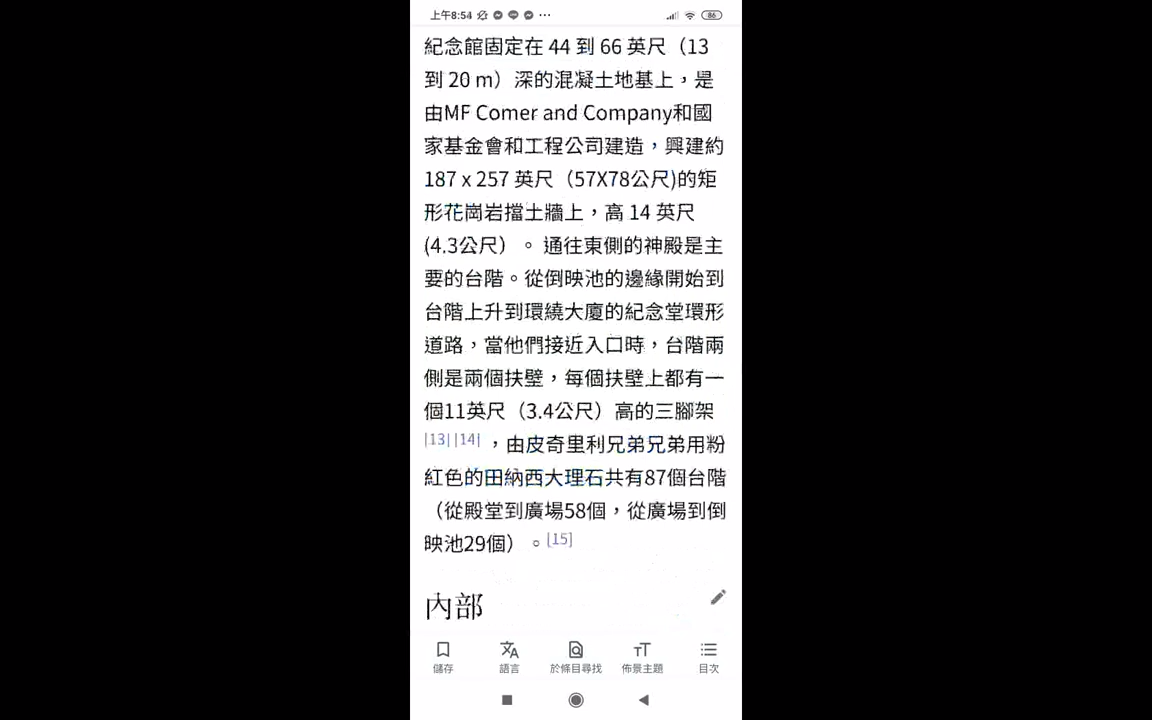 上午8:54 ...
86
紀念館固定在 44 到 66 英尺（13
到 20 m）深的混凝土地基上，是
由MF Comer and Company和國
家基金會和工程公司建造，興建約
187 x 257 英尺（57X78公尺)的矩
形花崗岩擋土牆上，高 14 英尺
(4.3公尺）。 通往東側的神殿是主
要的台階。從倒映池的邊緣開始到
台階上升到環繞大廈的紀念堂環形
道路，當他們接近入口時，台階兩
側是兩個扶壁，每個扶壁上都有一
個11英尺（3.4公尺）高的三腳架
[13][14] ，由皮奇里利兄弟兄弟用粉
紅色的田納西大理石共有87個台階
（從殿堂到廣場58個，從廣場到倒
映池29個）。[15]
內部
儲存 語言 於條目尋找 佈景主題 目次